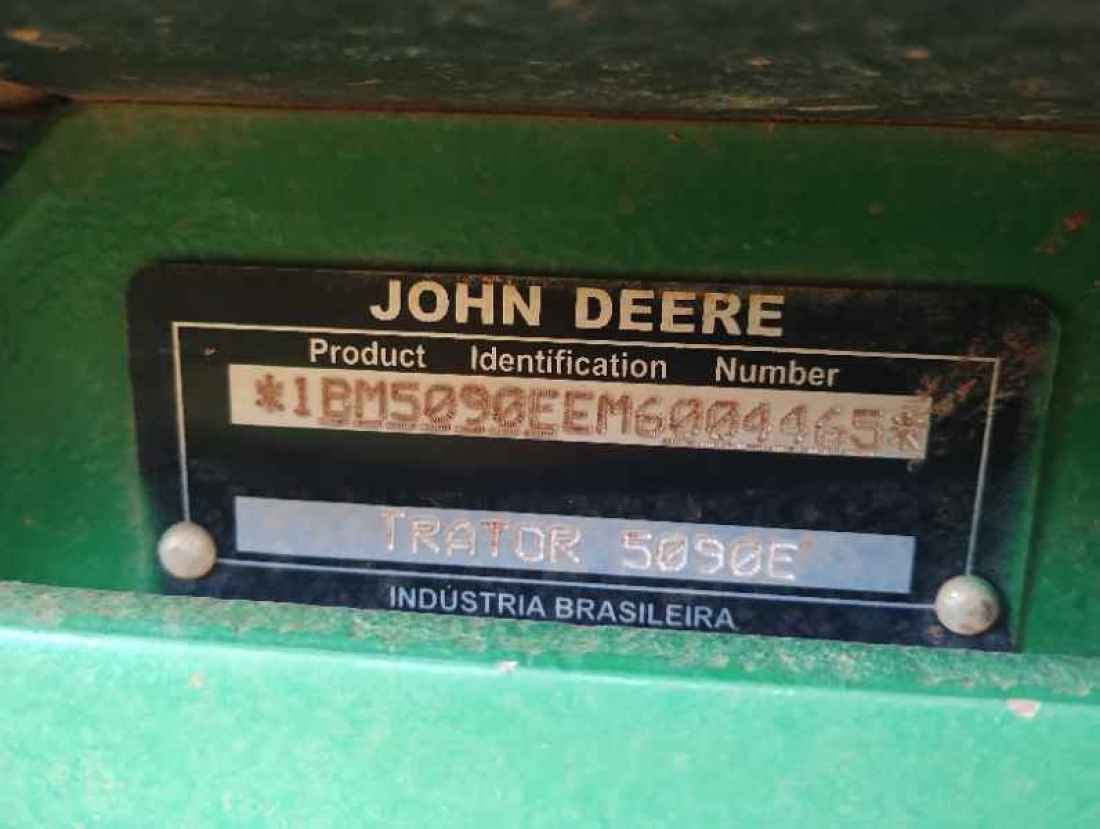 JOHN DEERE
Product Identification Number
*1BM5090EEM6004465*
TRATOR 5090E
INDÚSTRIA BRASILEIRA